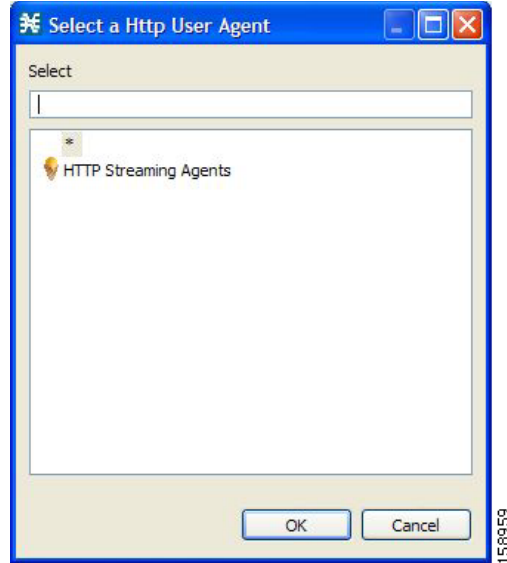 Select a Http User Agent
Select
*
HTTP Streaming Agents
OK Cancel
158959